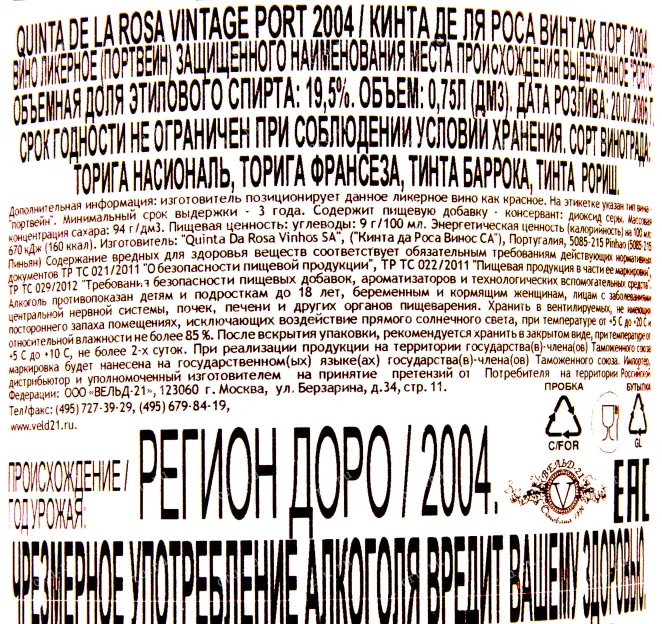 QUINTA DE LA ROSA VINTAGE PORT 2004 / КИНТА ДЕ ЛЯ РОСА ВИНТАЖ ПОРТ 2004
ВИНО ЛИКЕРНОЕ (ПОРТВЕЙН) ЗАЩИЩЕННОГО НАИМЕНОВАНИЯ МЕСТА ПРОИСХОЖДЕНИЯ ВЫДЕРЖАННОЕ
ОБЪЕМНАЯ ДОЛЯ ЭТИЛОВОГО СПИРТА: 19,5%. ОБЪЕМ: 0,75Л (ДМ3). ДАТА РОЗЛИВА:
СРОК ГОДНОСТИ НЕ ОГРАНИЧЕН ПРИ СОБЛЮДЕНИИ УСЛОВИЙ ХРАНЕНИЯ. СОРТ ВИНОГРАДА:
ТОРИГА НАСИОНАЛЬ, ТОРИГА ФРАНСЕЗА, ТИНТА БАРРОКА, ТИНТА РОРИШ.
Дополнительная информация: изготовитель позиционирует данное ликерное вино как красное. На этикетке указан тип вина -
"портвейн". Минимальный срок выдержки - 3 года. Содержит пищевую добавку - консервант: диоксид серы. Массовая
концентрация сахара: 94 г/дм3. Пищевая ценность: углеводы: 9 г/100 мл. Энергетическая ценность (калорийность) на 100 мл:
670 кДж (160 ккал). Изготовитель: "Quinta Da Rosa Vinhos SA", ("Кинта да Роса Винос СА"), Португалия, 5085-215 Pinhao (5085-215
Пиньян) Содержание вредных для здоровья веществ соответствует обязательным требованиям действующих нормативных
документов ТР ТС 021/2011 "О безопасности пищевой продукции", ТР ТС 022/2011 "Пищевая продукция в части ее маркировки",
ТР ТС 029/2012 "Требования безопасности пищевых добавок, ароматизаторов и технологических вспомогательных средств".
Алкоголь противопоказан детям и подросткам до 18 лет, беременным и кормящим женщинам, лицам с заболеваниями
центральной нервной системы, почек, печени и других органов пищеварения. Хранить в вентилируемых, не имеющих
постороннего запаха помещениях, исключающих воздействие прямого солнечного света, при температуре от +5 C до +20 C и
относительной влажности не более 85 %. После вскрытия упаковки, рекомендуется хранить в закрытом виде, при температуре от
+5 C до +10 C, не более 2-х суток. При реализации продукции на территории государства(в)-члена(ов) Таможенного союза
маркировка будет нанесена на государственном(ых) языке(ах) государства(в)-члена(ов) Таможенного союза. Импортер,
дистрибьютор и уполномоченный изготовителем на принятие претензий от Потребителя на территории Российской
Федерации: ООО «ВЕЛЬД-21», 123060 г. Москва, ул. Берзарина, д.34, стр. 11.
Тел/факс: (495) 727-39-29, (495) 679-84-19,
www.veld21.ru.
ПРОБКА
БУТЫЛКА
C/FOR
GL
ПРОИСХОЖДЕНИЕ /
ГОД УРОЖАЯ:
РЕГИОН ДОРО / 2004.
ВЕЛЬД-21
V
EAC
ЧРЕЗМЕРНОЕ УПОТРЕБЛЕНИЕ АЛКОГОЛЯ ВРЕДИТ ВАШЕМУ ЗДОРОВЬЮ.